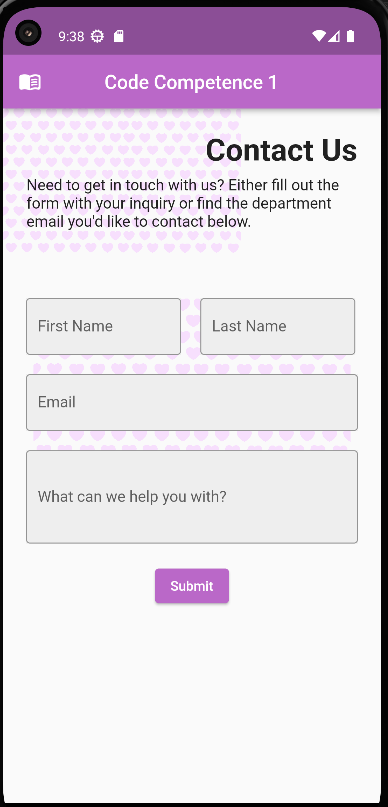 9:38
Code Competence 1
Contact Us
Need to get in touch with us? Either fill out the
form with your inquiry or find the department
email you'd like to contact below.
First Name
Last Name
Email
What can we help you with?
Submit